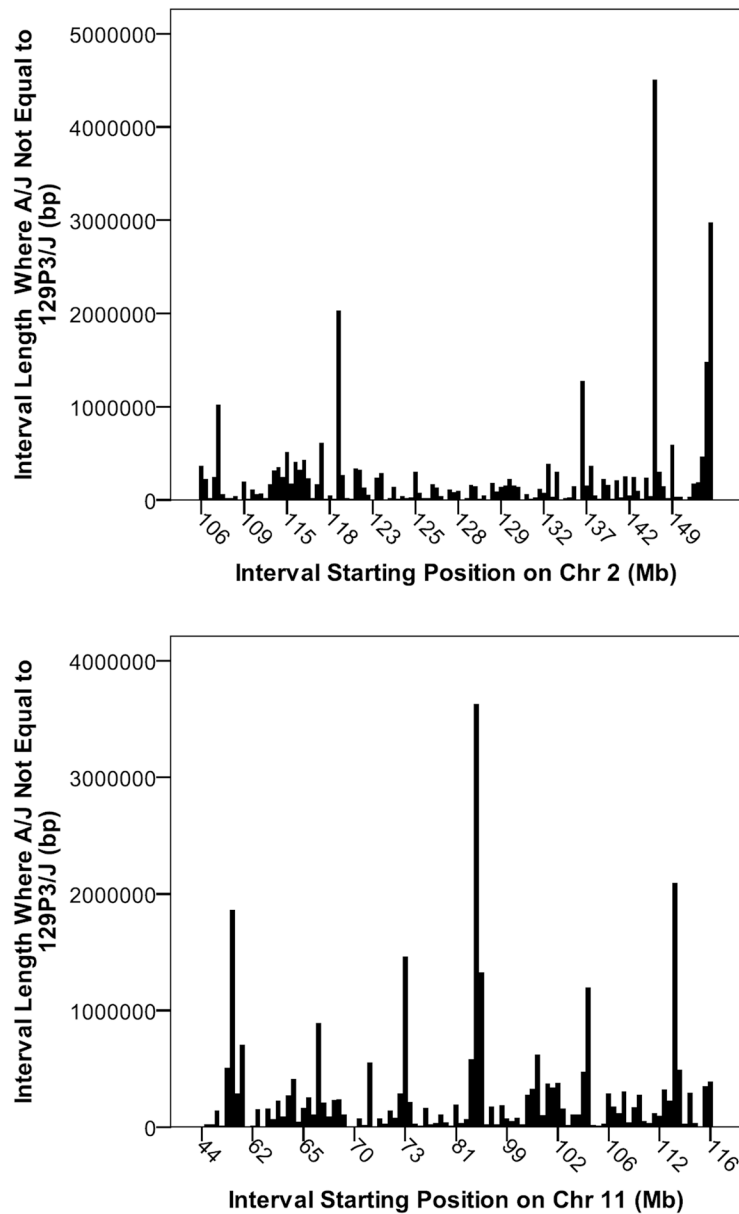 Interval Length  Where A/J Not Equal to
129P3/J (bp)
5000000
4000000
3000000
2000000
1000000
0
106 109 115 118 123 125 128 129 132 137 142 149
Interval Starting Position on Chr 2 (Mb)
Interval Length Where A/J Not Equal to
129P3/J (bp)
4000000
3000000
2000000
1000000
0
44 62 65 70 73 81 99 102 106 112 116
Interval Starting Position on Chr 11 (Mb)